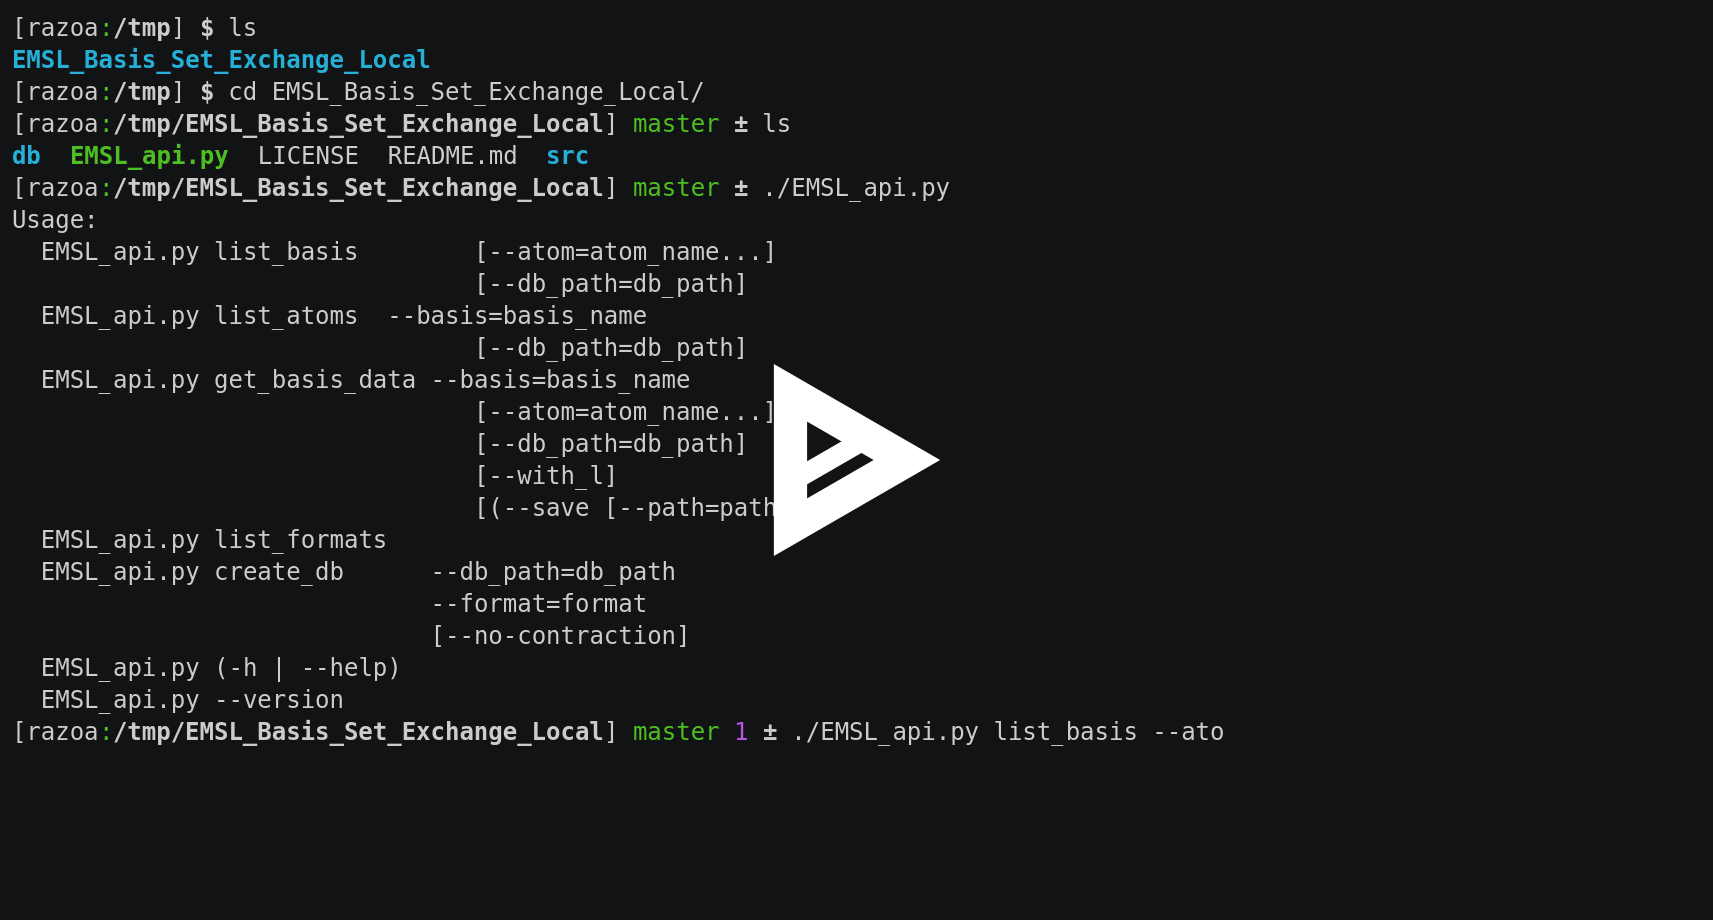 [razoa:/tmp] $ ls
EMSL_Basis_Set_Exchange_Local
[razoa:/tmp] $ cd EMSL_Basis_Set_Exchange_Local/
[razoa:/tmp/EMSL_Basis_Set_Exchange_Local] master ± ls
db  EMSL_api.py  LICENSE  README.md  src
[razoa:/tmp/EMSL_Basis_Set_Exchange_Local] master ± ./EMSL_api.py
Usage:
  EMSL_api.py list_basis        [--atom=atom_name...]
                                [--db_path=db_path]
  EMSL_api.py list_atoms  --basis=basis_name
                                [--db_path=db_path]
  EMSL_api.py get_basis_data --basis=basis_name
                                [--atom=atom_name...]
                                [--db_path=db_path]
                                [--with_l]
                                [(--save [--path=path
  EMSL_api.py list_formats
  EMSL_api.py create_db      --db_path=db_path
                             --format=format
                             [--no-contraction]
  EMSL_api.py (-h | --help)
  EMSL_api.py --version
[razoa:/tmp/EMSL_Basis_Set_Exchange_Local] master 1 ± ./EMSL_api.py list_basis --ato